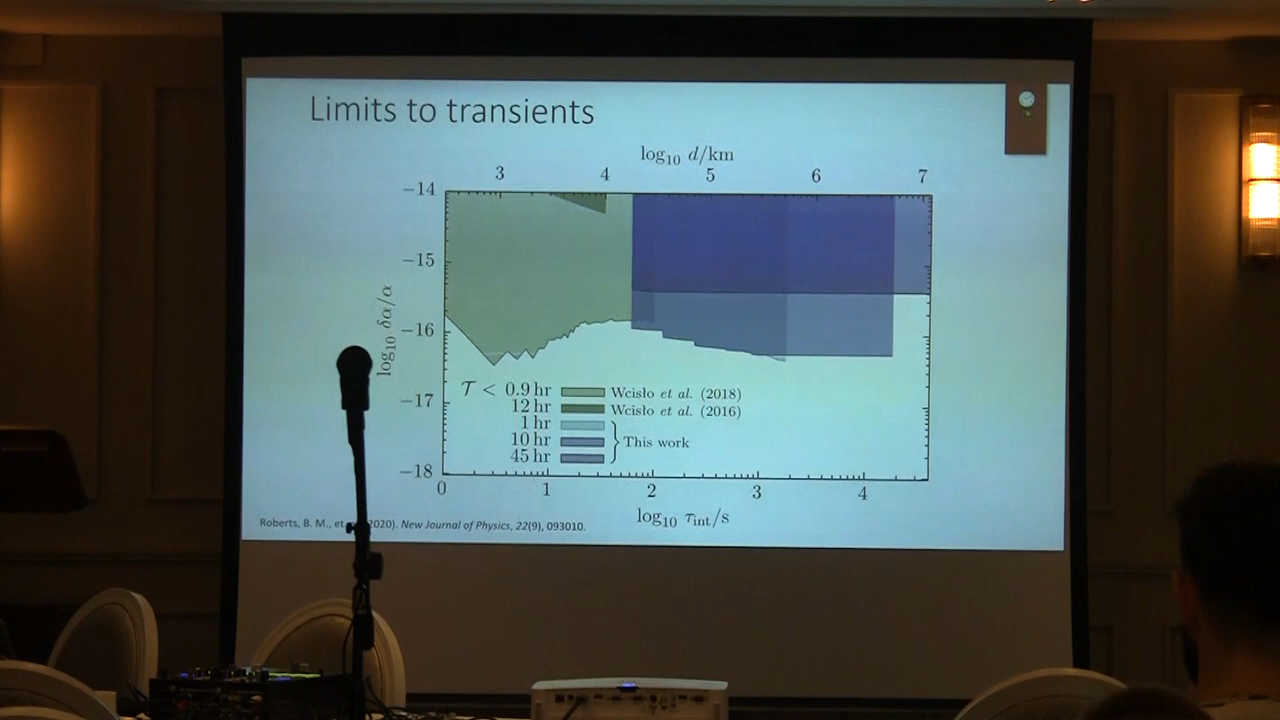 Limits to transients
log₁₀ d/km
3 4 5 6 7
−14
−15
−16
−17
−18
log₁₀ δα/α
𝒯 < 0.9 hr Wcisło et al. (2018)
12 hr Wcisło et al. (2016)
1 hr
10 hr This work
45 hr
0 1 2 3 4
log₁₀ τint/s
Roberts, B. M., et 2020). New Journal of Physics, 22(9), 093010.